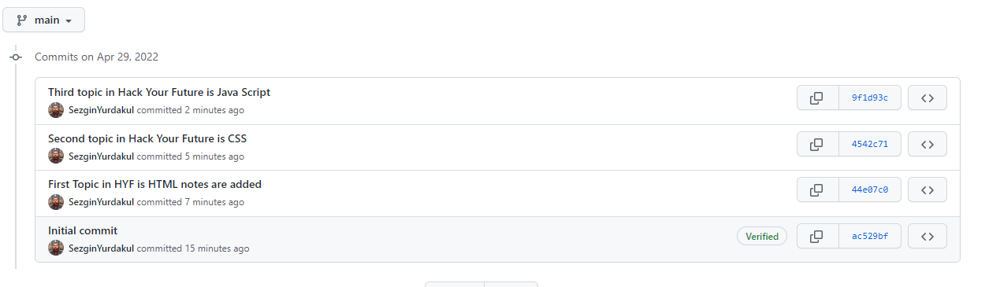 main
Commits on Apr 29, 2022
Third topic in Hack Your Future is Java Script
SezginYurdakul committed 2 minutes ago
9f1d93c
Second topic in Hack Your Future is CSS
SezginYurdakul committed 5 minutes ago
4542c71
First Topic in HYF is HTML notes are added
SezginYurdakul committed 7 minutes ago
44e07c0
Initial commit
SezginYurdakul committed 15 minutes ago
Verified
ac529bf